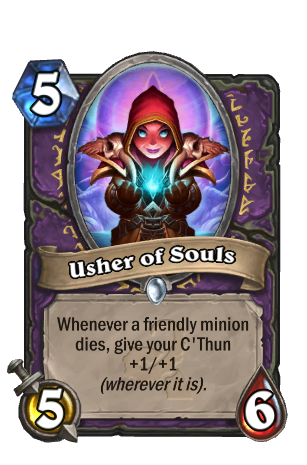 5
Usher of Souls
Whenever a friendly minion
dies, give your C'Thun
+1/+1
(wherever it is).
5
6